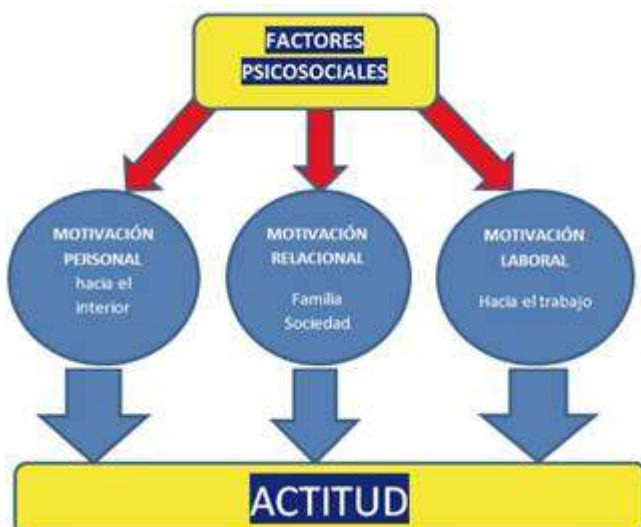 FACTORES
PSICOSOCIALES
MOTIVACIÓN
PERSONAL
hacia el
interior
MOTIVACIÓN
RELACIONAL
Familia
Sociedad
MOTIVACIÓN
LABORAL
Hacia el trabajo
ACTITUD